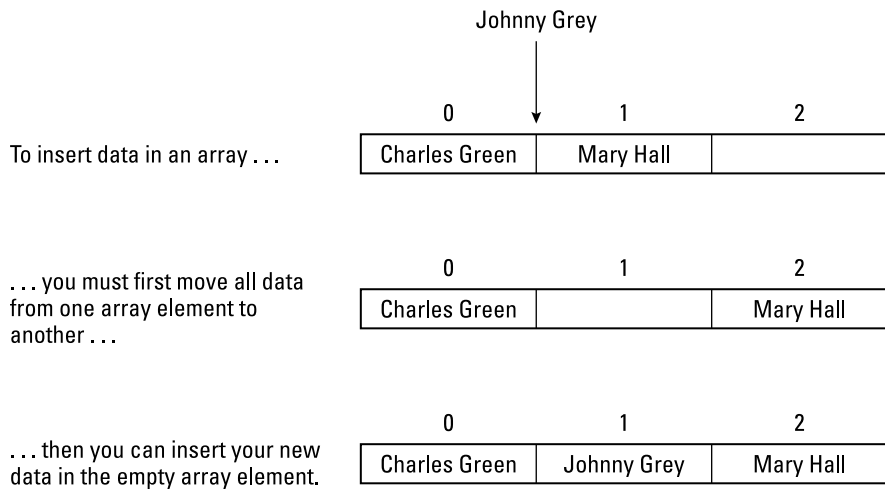 Johnny Grey
0 1 2
To insert data in an array . . . Charles Green Mary Hall
. . . you must first move all data
from one array element to
another . . .
0 1 2
Charles Green Mary Hall
. . . then you can insert your new
data in the empty array element.
0 1 2
Charles Green Johnny Grey Mary Hall